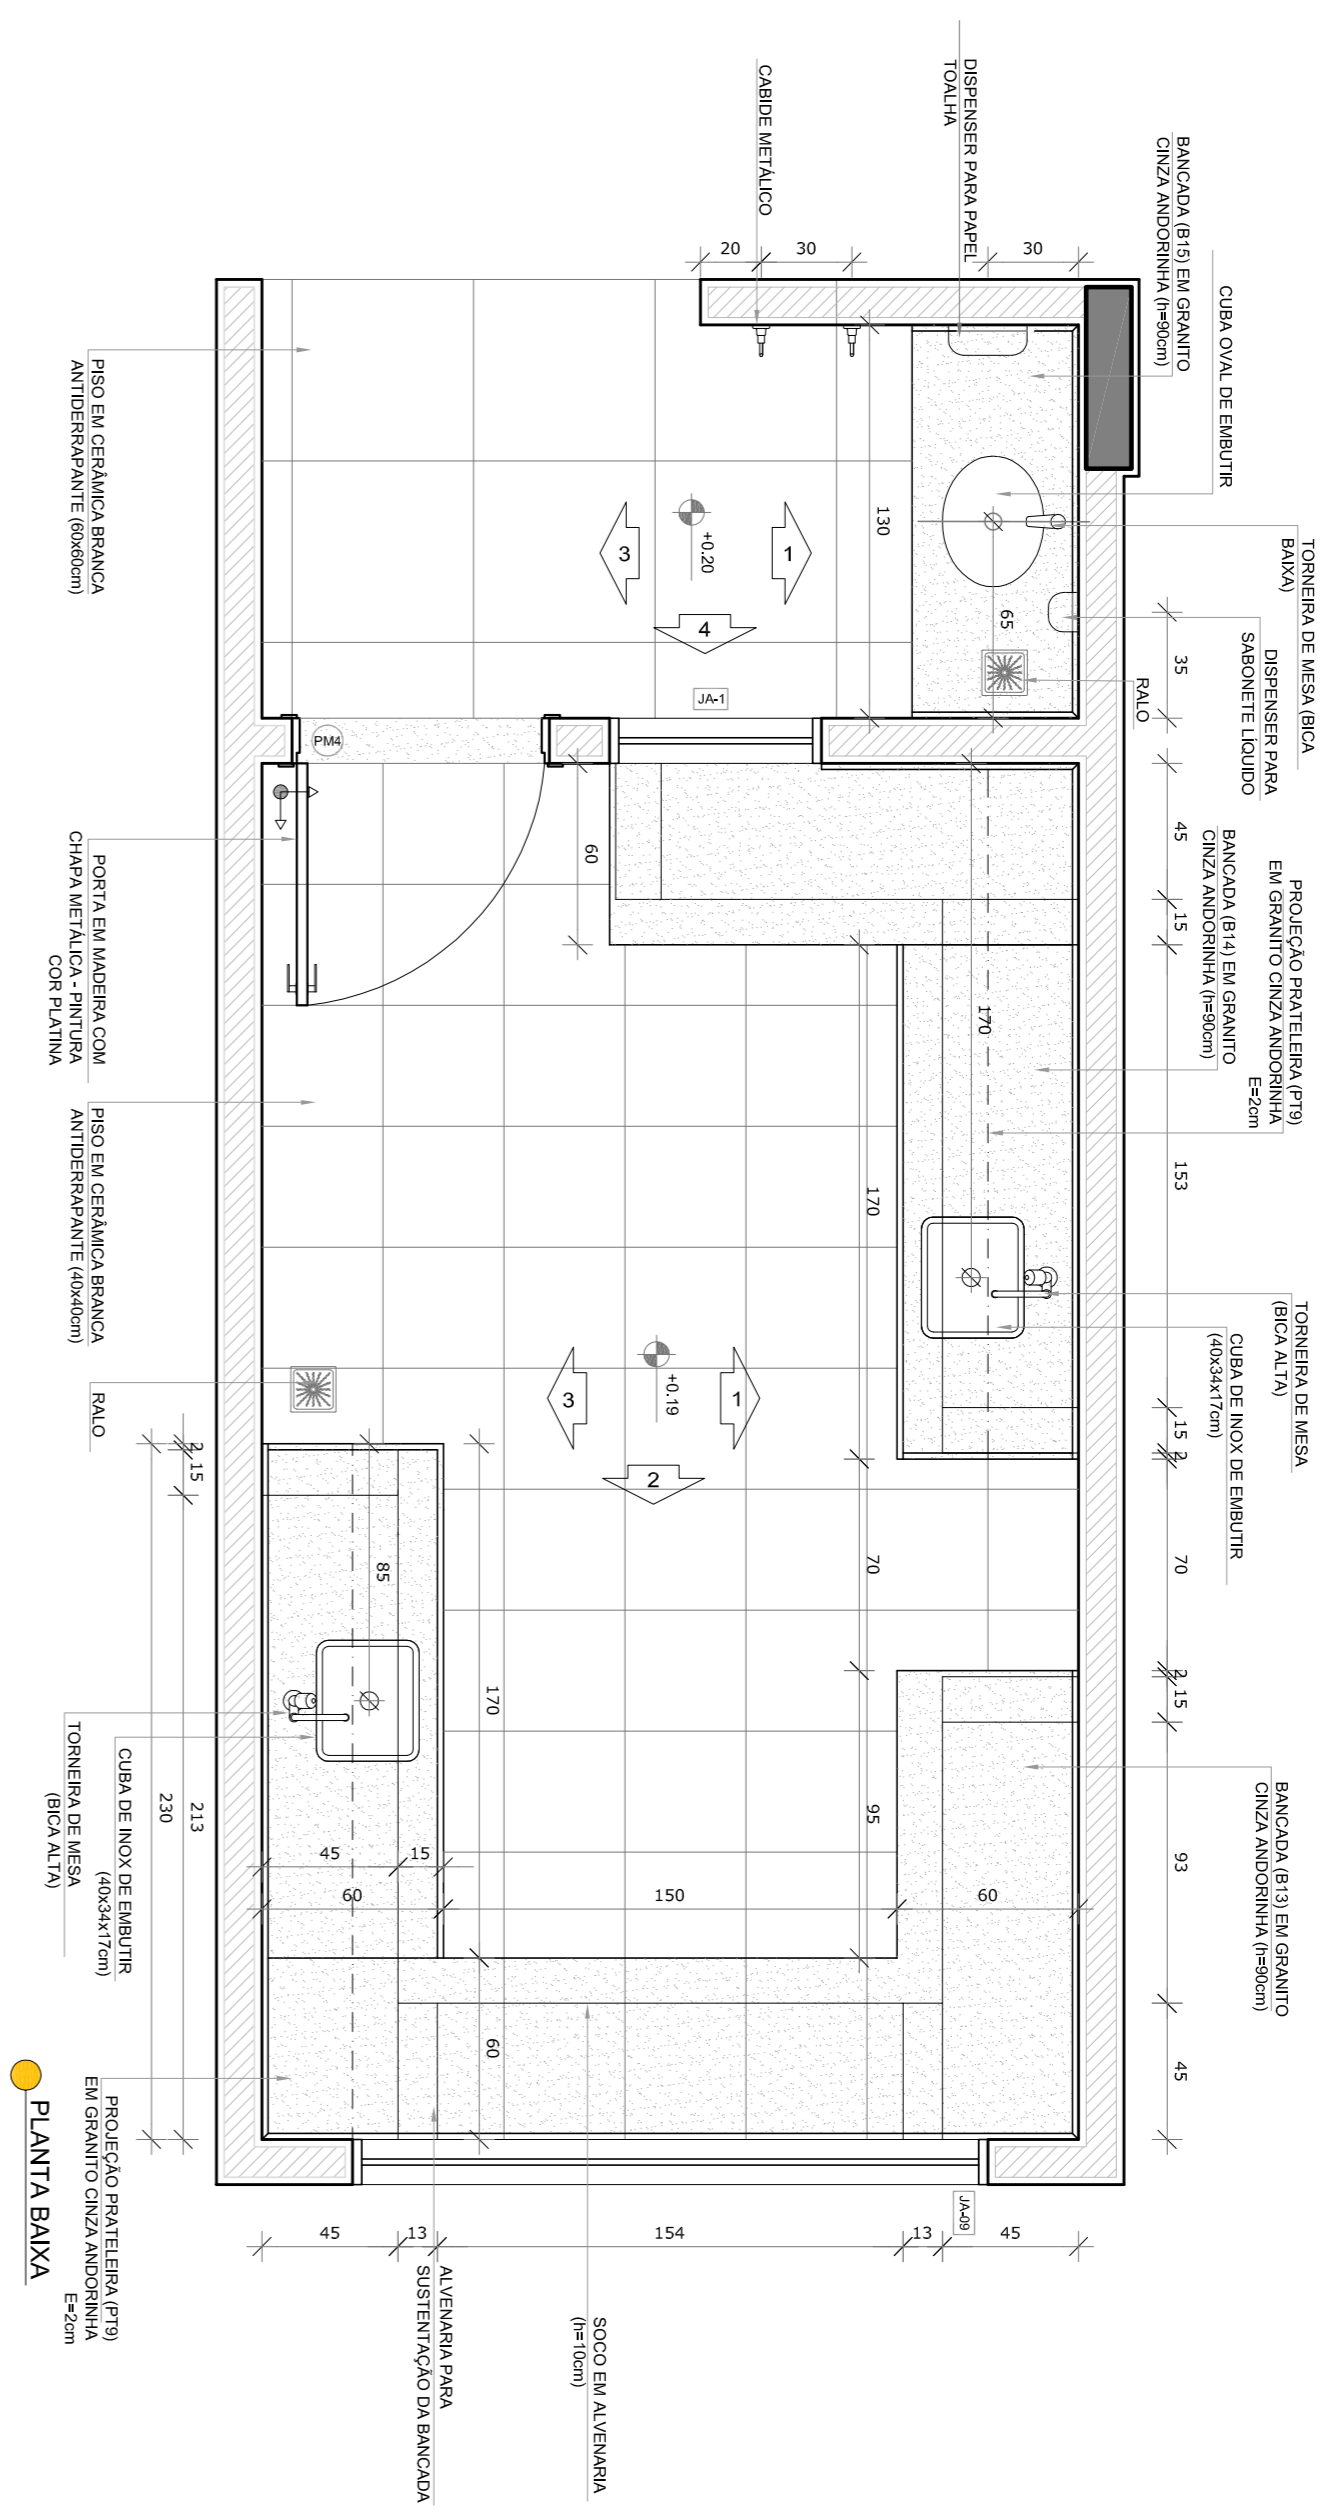 DISPENSER PARA PAPEL
TOALHA
CABIDE METÁLICO
BANCADA (B15) EM GRANITO
CINZA ANDORINHA (h=90cm)
CUBA OVAL DE EMBUTIR
TORNEIRA DE MESA (BICA
BAIXA)
DISPENSER PARA
SABONETE LÍQUIDO
RALO
PROJEÇÃO PRATELEIRA (PT9)
EM GRANITO CINZA ANDORINHA
E=2cm
BANCADA (B14) EM GRANITO
CINZA ANDORINHA (h=90cm)
TORNEIRA DE MESA
(BICA ALTA)
CUBA DE INOX DE EMBUTIR
(40x34x17cm)
BANCADA (B13) EM GRANITO
CINZA ANDORINHA (h=90cm)
20
30
30
35
45
15
153
15
2
70
2
15
93
45
130
65
+0.20
1
3
4
JA-1
PM4
60
170
170
70
95
+0.19
1
3
2
85
170
60
45
15
60
150
60
2
15
213
230
JA-09
45
13
154
13
45
PISO EM CERÂMICA BRANCA
ANTIDERRAPANTE (60x60cm)
PORTA EM MADEIRA COM
CHAPA METÁLICA - PINTURA
COR PLATINA
PISO EM CERÂMICA BRANCA
ANTIDERRAPANTE (40x40cm)
RALO
TORNEIRA DE MESA
(BICA ALTA)
CUBA DE INOX DE EMBUTIR
(40x34x17cm)
PROJEÇÃO PRATELEIRA (PT9)
EM GRANITO CINZA ANDORINHA
E=2cm
ALVENARIA PARA
SUSTENTAÇÃO DA BANCADA
SOCO EM ALVENARIA
(h=10cm)
PLANTA BAIXA